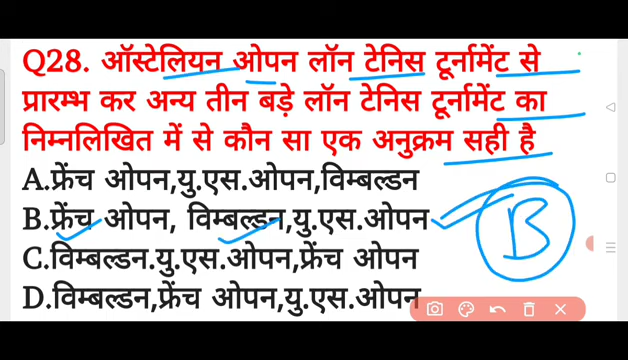 Q28. ऑस्टेलियन ओपन लॉन टेनिस टूर्नामेंट से
प्रारम्भ कर अन्य तीन बड़े लॉन टेनिस टूर्नामेंट का
निम्नलिखित में से कौन सा एक अनुक्रम सही है
A.फ्रेंच ओपन,यु.एस.ओपन,विम्बल्डन
B.फ्रेंच ओपन, विम्बल्डन,यु.एस.ओपन
B
C.विम्बल्डन.यु.एस.ओपन,फ्रेंच ओपन
D.विम्बल्डन,फ्रेंच ओपन,यु.एस.ओपन